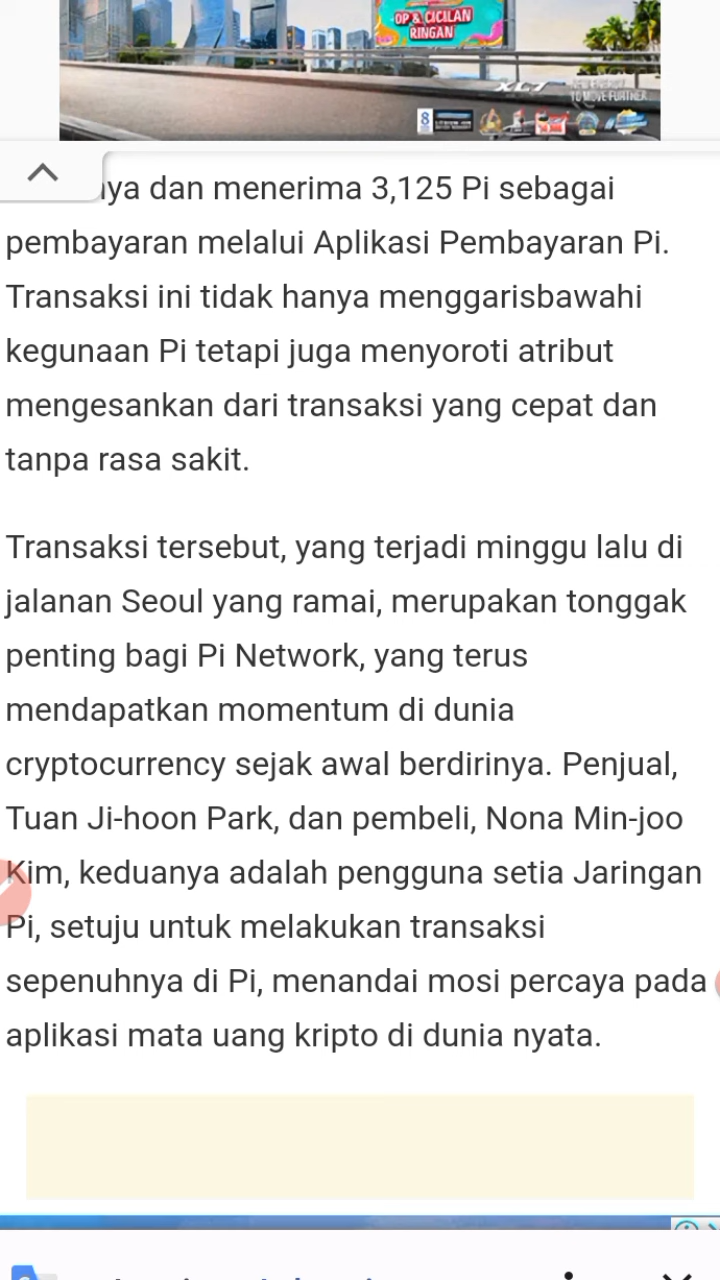 OP & CICILAN
RINGAN
XL7
TO MOVE FURTHER
8
dan menerima 3,125 Pi sebagai
pembayaran melalui Aplikasi Pembayaran Pi.
Transaksi ini tidak hanya menggarisbawahi
kegunaan Pi tetapi juga menyoroti atribut
mengesankan dari transaksi yang cepat dan
tanpa rasa sakit.
Transaksi tersebut, yang terjadi minggu lalu di
jalanan Seoul yang ramai, merupakan tonggak
penting bagi Pi Network, yang terus
mendapatkan momentum di dunia
cryptocurrency sejak awal berdirinya. Penjual,
Tuan Ji-hoon Park, dan pembeli, Nona Min-joo
Kim, keduanya adalah pengguna setia Jaringan
Pi, setuju untuk melakukan transaksi
sepenuhnya di Pi, menandai mosi percaya pada
aplikasi mata uang kripto di dunia nyata.